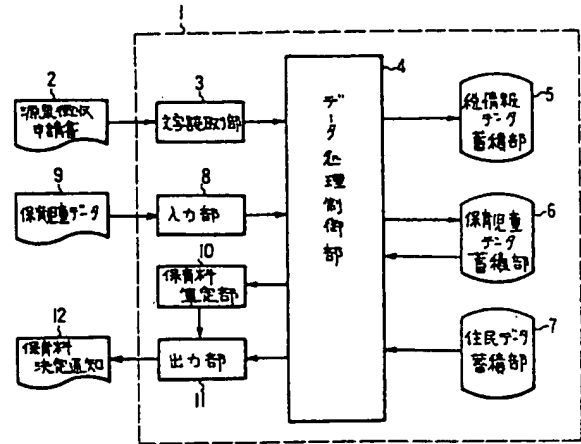 1
2
源泉徴収
申請書
3
文字読取り部
4
データ処理制御部
5
税情報
データ
蓄積部
9
保育児童データ
8
入力部
6
保育児童
データ
蓄積部
10
保育料
算定部
12
保育料
決定通知
出力部
11
7
住民データ
蓄積部